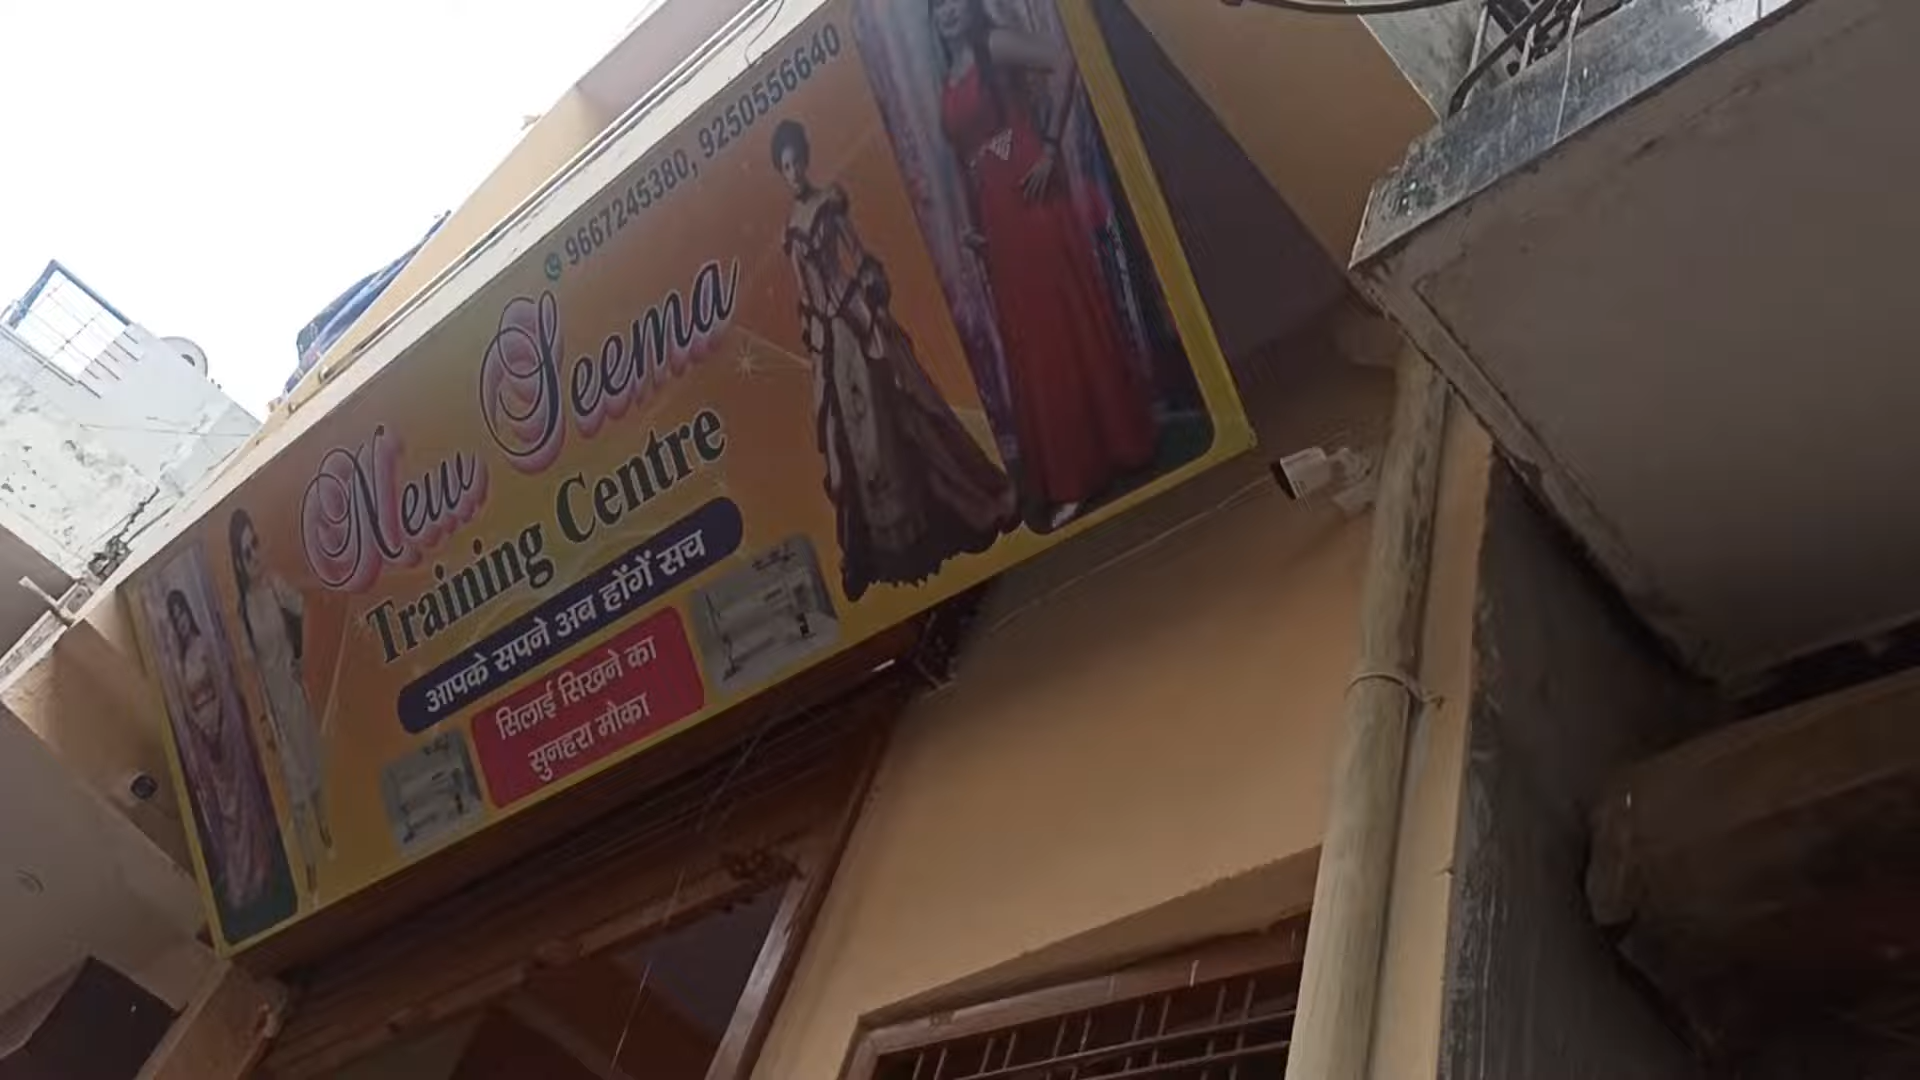 9667245380, 9250556640
New Seema
Training Centre
आपके सपने अब होंगें सच
सिलाई सिखने का
सुनहरा मौका